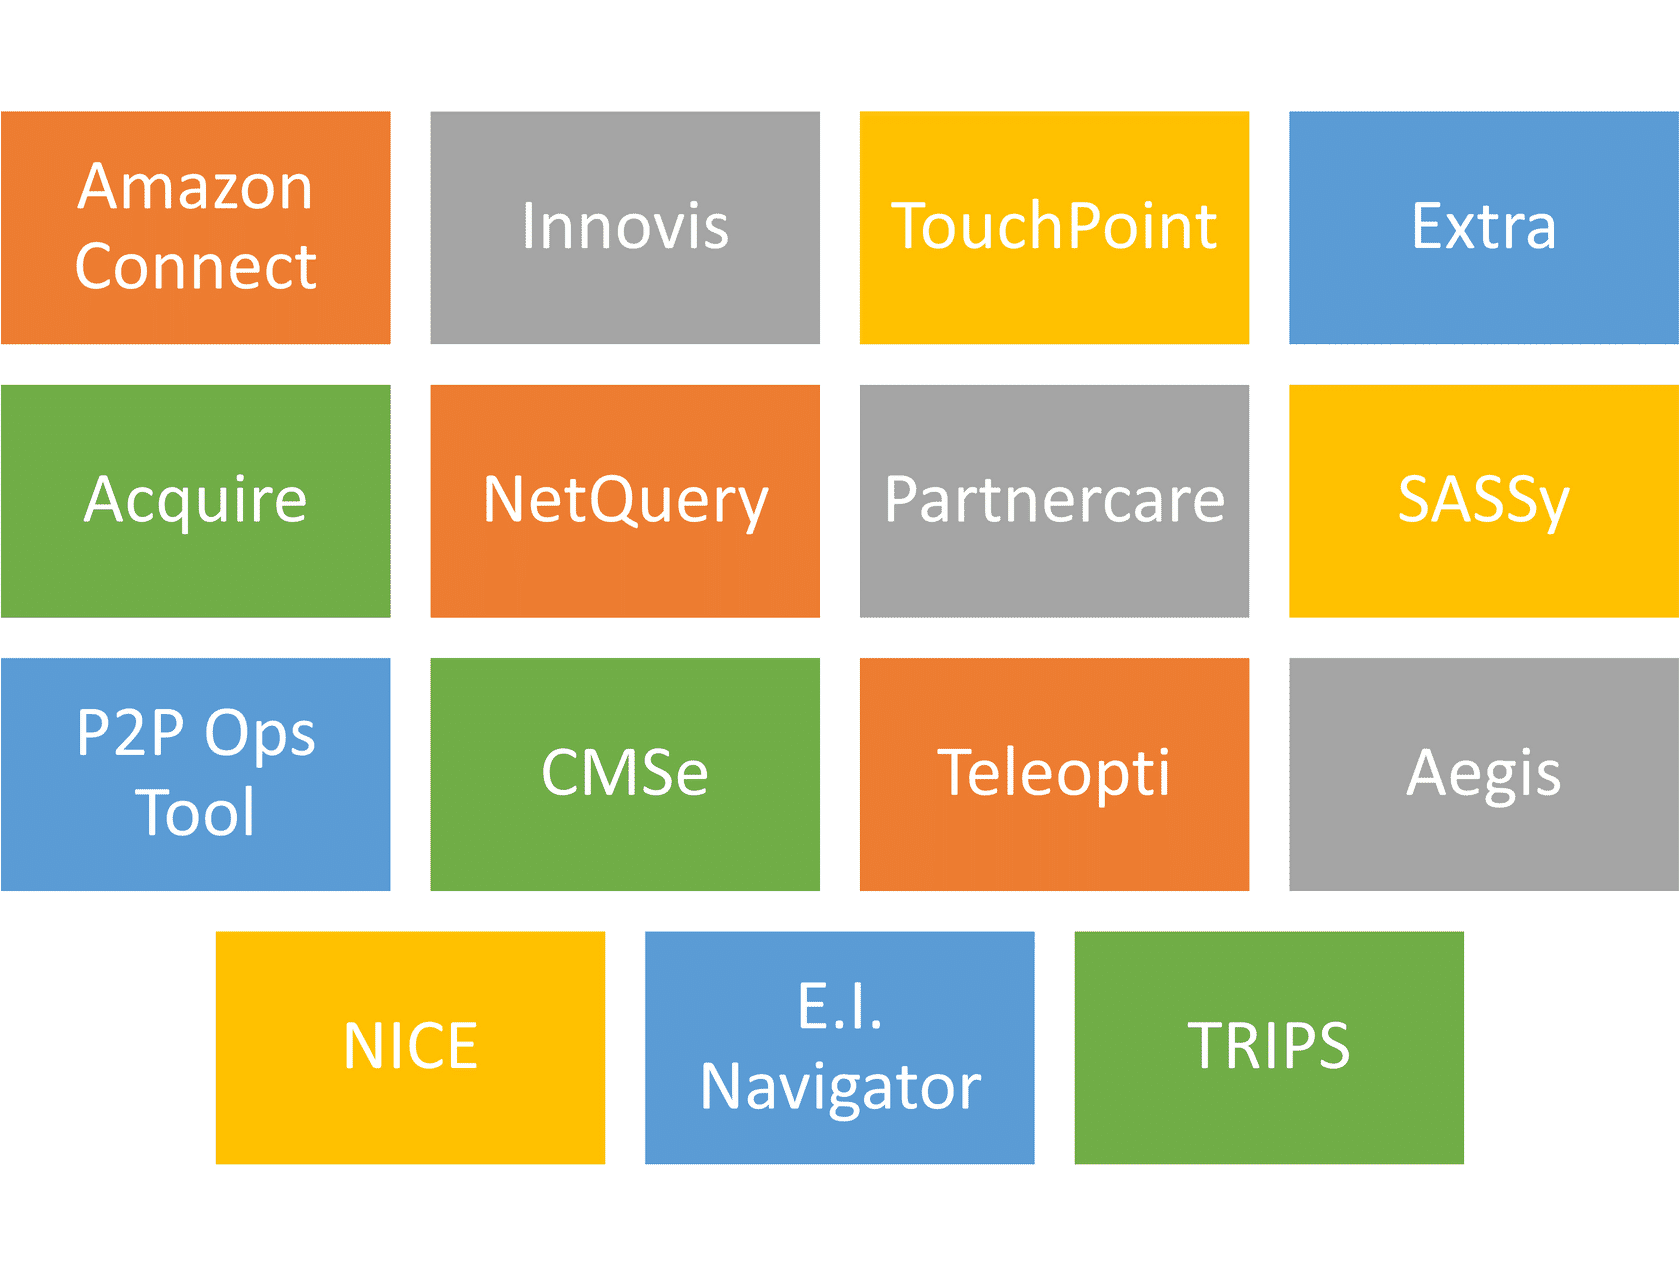 Amazon
Connect
Innovis
TouchPoint
Extra
Acquire
NetQuery
Partnercare
SASSy
P2P Ops
Tool
CMSe
Teleopti
Aegis
NICE
E.I.
Navigator
TRIPS